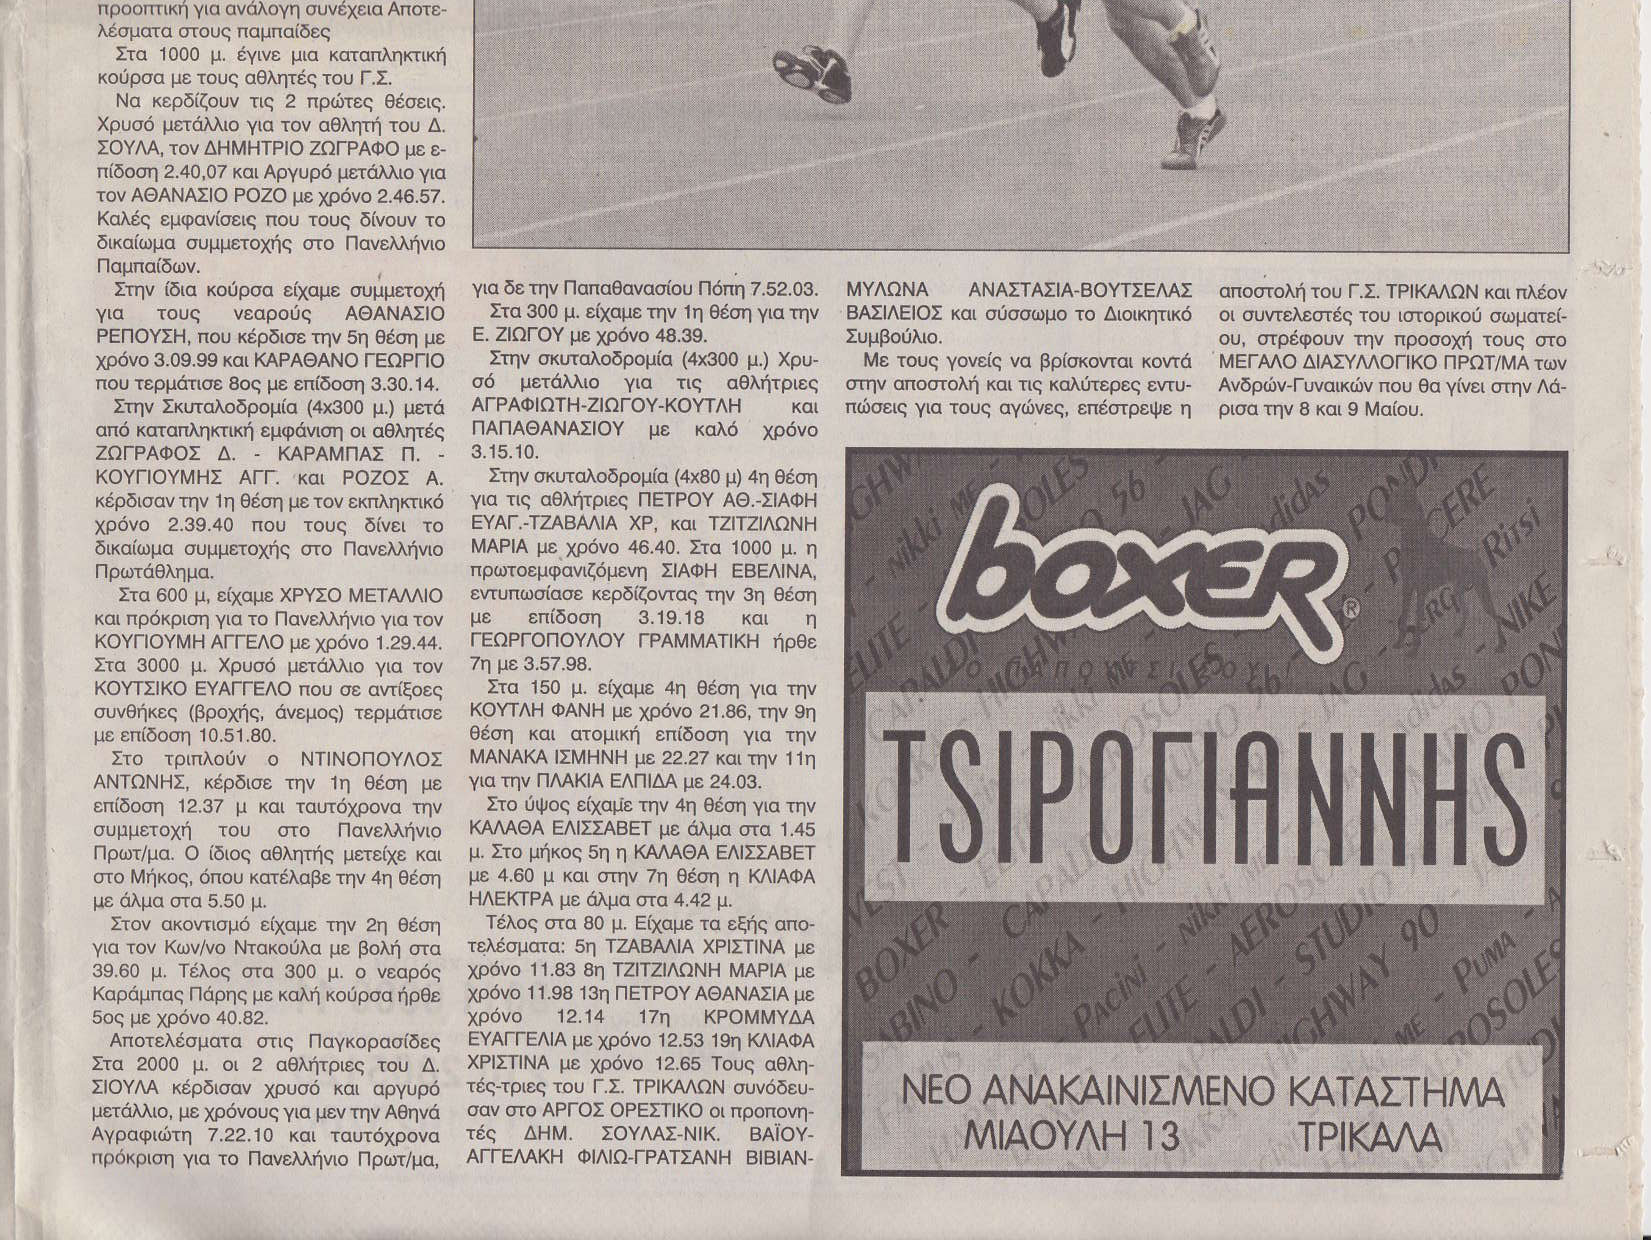 προοπτική για ανάλογη συνέχεια Αποτε-
λέσματα στους παμπαίδες
Στα 1000 μ. έγινε μια καταπληκτική
κούρσα με τους αθλητές του Γ.Σ.
Να κερδίζουν τις 2 πρώτες θέσεις.
Χρυσό μετάλλιο για τον αθλητή του Δ.
ΣΟΥΛΑ, τον ΔΗΜΗΤΡΙΟ ΖΩΓΡΑΦΟ με ε-
πίδοση 2.40,07 και Αργυρό μετάλλιο για
τον ΑΘΑΝΑΣΙΟ ΡΟΖΟ με χρόνο 2.46.57.
Καλές εμφανίσεις που τους δίνουν το
δικαίωμα συμμετοχής στο Πανελλήνιο
Παμπαίδων.
Στην ίδια κούρσα είχαμε συμμετοχή
για τους νεαρούς ΑΘΑΝΑΣΙΟ
ΡΕΠΟΥΣΗ, που κέρδισε την 5η θέση με
χρόνο 3.09.99 και ΚΑΡΑΘΑΝΟ ΓΕΩΡΓΙΟ
που τερμάτισε 8ος με επίδοση 3.30.14.
Στην Σκυταλοδρομία (4x300 μ.) μετά
από καταπληκτική εμφάνιση οι αθλητές
ΖΩΓΡΑΦΟΣ Δ. - ΚΑΡΑΜΠΑΣ Π. -
ΚΟΥΓΙΟΥΜΗΣ ΑΓΓ. και ΡΟΖΟΣ Α.
κέρδισαν την 1η θέση με τον εκπληκτικό
χρόνο 2.39.40 που τους δίνει το
δικαίωμα συμμετοχής στο Πανελλήνιο
Πρωτάθλημα.
Στα 600 μ, είχαμε ΧΡΥΣΟ ΜΕΤΑΛΛΙΟ
και πρόκριση για το Πανελλήνιο για τον
ΚΟΥΓΙΟΥΜΗ ΑΓΓΕΛΟ με χρόνο 1.29.44.
Στα 3000 μ. Χρυσό μετάλλιο για τον
ΚΟΥΤΣΙΚΟ ΕΥΑΓΓΕΛΟ που σε αντίξοες
συνθήκες (βροχής, άνεμος) τερμάτισε
με επίδοση 10.51.80.
Στο τριπλούν ο ΝΤΙΝΟΠΟΥΛΟΣ
ΑΝΤΩΝΗΣ, κέρδισε την 1η θέση με
επίδοση 12.37 μ και ταυτόχρονα την
συμμετοχή του στο Πανελλήνιο
Πρωτ/μα. Ο ίδιος αθλητής μετείχε και
στο Μήκος, όπου κατέλαβε την 4η θέση
με άλμα στα 5.50 μ.
Στον ακοντισμό είχαμε την 2η θέση
για τον Κων/νο Ντακούλα με βολή στα
39.60 μ. Τέλος στα 300 μ. ο νεαρός
Καράμπας Πάρης με καλή κούρσα ήρθε
5ος με χρόνο 40.82.
Αποτελέσματα στις Παγκορασίδες
Στα 2000 μ. οι 2 αθλήτριες του Δ.
ΣΙΟΥΛΑ κέρδισαν χρυσό και αργυρό
μετάλλιο, με χρόνους για μεν την Αθηνά
Αγραφιώτη 7.22.10 και ταυτόχρονα
πρόκριση για το Πανελλήνιο Πρωτ/μα,
για δε την Παπαθανασίου Πόπη 7.52.03.
Στα 300 μ. είχαμε την 1η θέση για την
Ε. ΖΙΩΓΟΥ με χρόνο 48.39.
Στην σκυταλοδρομία (4x300 μ.) Χρυ-
σό μετάλλιο για τις αθλήτριες
ΑΓΡΑΦΙΩΤΗ-ΖΙΩΓΟΥ-ΚΟΥΤΛΗ και
ΠΑΠΑΘΑΝΑΣΙΟΥ με καλό χρόνο
3.15.10.
Στην σκυταλοδρομία (4x80 μ) 4η θέση
για τις αθλήτριες ΠΕΤΡΟΥ ΑΘ.-ΣΙΑΦΗ
ΕΥΑΓ.-ΤΖΑΒΑΛΙΑ ΧΡ, και ΤΖΙΤΖΙΛΩΝΗ
ΜΑΡΙΑ με χρόνο 46.40. Στα 1000 μ. η
πρωτοεμφανιζόμενη ΣΙΑΦΗ ΕΒΕΛΙΝΑ,
εντυπωσίασε κερδίζοντας την 3η θέση
με επίδοση 3.19.18 και η
ΓΕΩΡΓΟΠΟΥΛΟΥ ΓΡΑΜΜΑΤΙΚΗ ήρθε
7η με 3.57.98.
Στα 150 μ. είχαμε 4η θέση για την
ΚΟΥΤΛΗ ΦΑΝΗ με χρόνο 21.86, την 9η
θέση και ατομική επίδοση για την
ΜΑΝΑΚΑ ΙΣΜΗΝΗ με 22.27 και την 11η
για την ΠΛΑΚΙΑ ΕΛΠΙΔΑ με 24.03.
Στο ύψος είχαμε την 4η θέση για την
ΚΑΛΑΘΑ ΕΛΙΣΣΑΒΕΤ με άλμα στα 1.45
μ. Στο μήκος 5η η ΚΑΛΑΘΑ ΕΛΙΣΣΑΒΕΤ
με 4.60 μ και στην 7η θέση η ΚΛΙΑΦΑ
ΗΛΕΚΤΡΑ με άλμα στα 4.42 μ.
Τέλος στα 80 μ. Είχαμε τα εξής απο-
τελέσματα: 5η ΤΖΑΒΑΛΙΑ ΧΡΙΣΤΙΝΑ με
χρόνο 11.83 8η ΤΖΙΤΖΙΛΩΝΗ ΜΑΡΙΑ με
χρόνο 11.98 13η ΠΕΤΡΟΥ ΑΘΑΝΑΣΙΑ με
χρόνο 12.14 17η ΚΡΟΜΜΥΔΑ
ΕΥΑΓΓΕΛΙΑ με χρόνο 12.53 19η ΚΛΙΑΦΑ
ΧΡΙΣΤΙΝΑ με χρόνο 12.65 Τους αθλη-
τές-τριες του Γ.Σ. ΤΡΙΚΑΛΩΝ συνόδευ-
σαν στο ΑΡΓΟΣ ΟΡΕΣΤΙΚΟ οι προπονη-
τές ΔΗΜ. ΣΟΥΛΑΣ-ΝΙΚ. ΒΑΪΟΥ-
ΑΓΓΕΛΑΚΗ ΦΙΛΙΩ-ΓΡΑΤΣΑΝΗ ΒΙΒΙΑΝ-
ΜΥΛΩΝΑ ΑΝΑΣΤΑΣΙΑ-ΒΟΥΤΣΕΛΑΣ
ΒΑΣΙΛΕΙΟΣ και σύσσωμο το Διοικητικό
Συμβούλιο.
Με τους γονείς να βρίσκονται κοντά
στην αποστολή και τις καλύτερες εντυ-
πώσεις για τους αγώνες, επέστρεψε η
αποστολή του Γ.Σ. ΤΡΙΚΑΛΩΝ και πλέον
οι συντελεστές του ιστορικού σωματεί-
ου, στρέφουν την προσοχή τους στο
ΜΕΓΑΛΟ ΔΙΑΣΥΛΛΟΓΙΚΟ ΠΡΩΤ/ΜΑ των
Ανδρών-Γυναικών που θα γίνει στην Λά-
ρισα την 8 και 9 Μαίου.
boxer®
ΤSΙΡΟΓΙΑΝΝΗS
ΝΕΟ ΑΝΑΚΑΙΝΙΣΜΕΝΟ ΚΑΤΑΣΤΗΜΑ
ΜΙΑΟΥΛΗ 13 ΤΡΙΚΑΛΑ